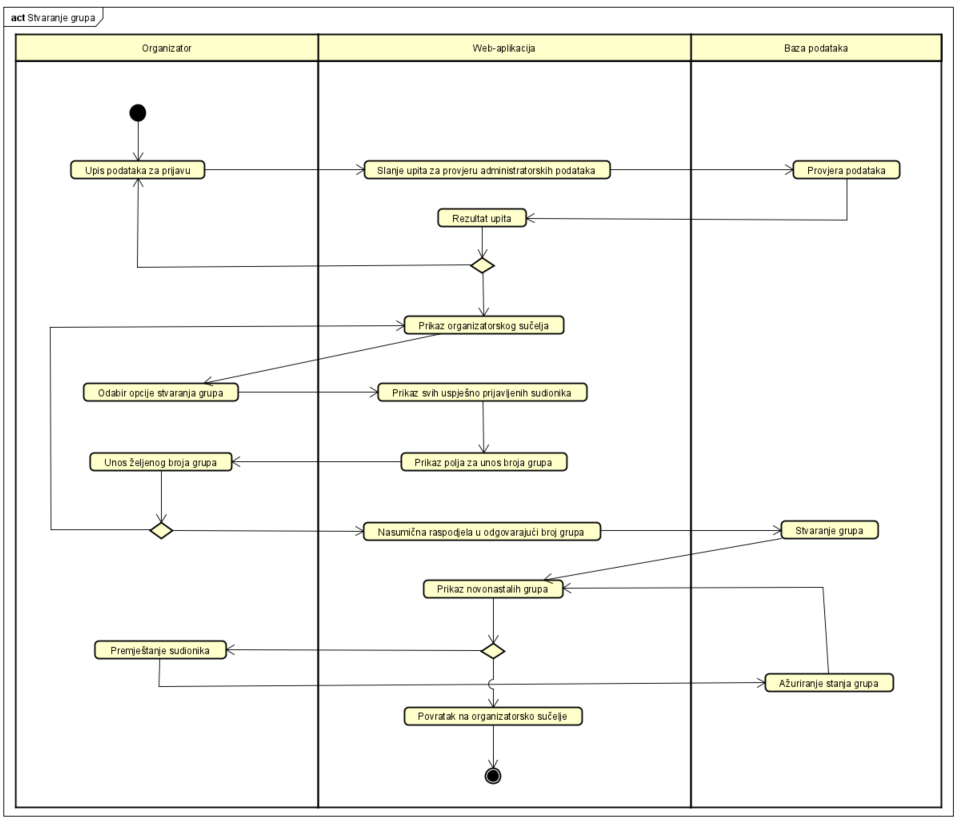 act Stvaranje grupa
Organizator
Web-aplikacija
Baza podataka
Upis podataka za prijavu
Slanje upita za provjeru administratorskih podataka
Provjera podataka
Rezultat upita
Prikaz organizatorskog sučelja
Odabir opcije stvaranja grupa
Prikaz svih uspješno prijavljenih sudionika
Unos željenog broja grupa
Prikaz polja za unos broja grupa
Nasumična raspodjela u odgovarajući broj grupa
Stvaranje grupa
Prikaz novonastalih grupa
Premještanje sudionika
Ažuriranje stanja grupa
Povratak na organizatorsko sučelje